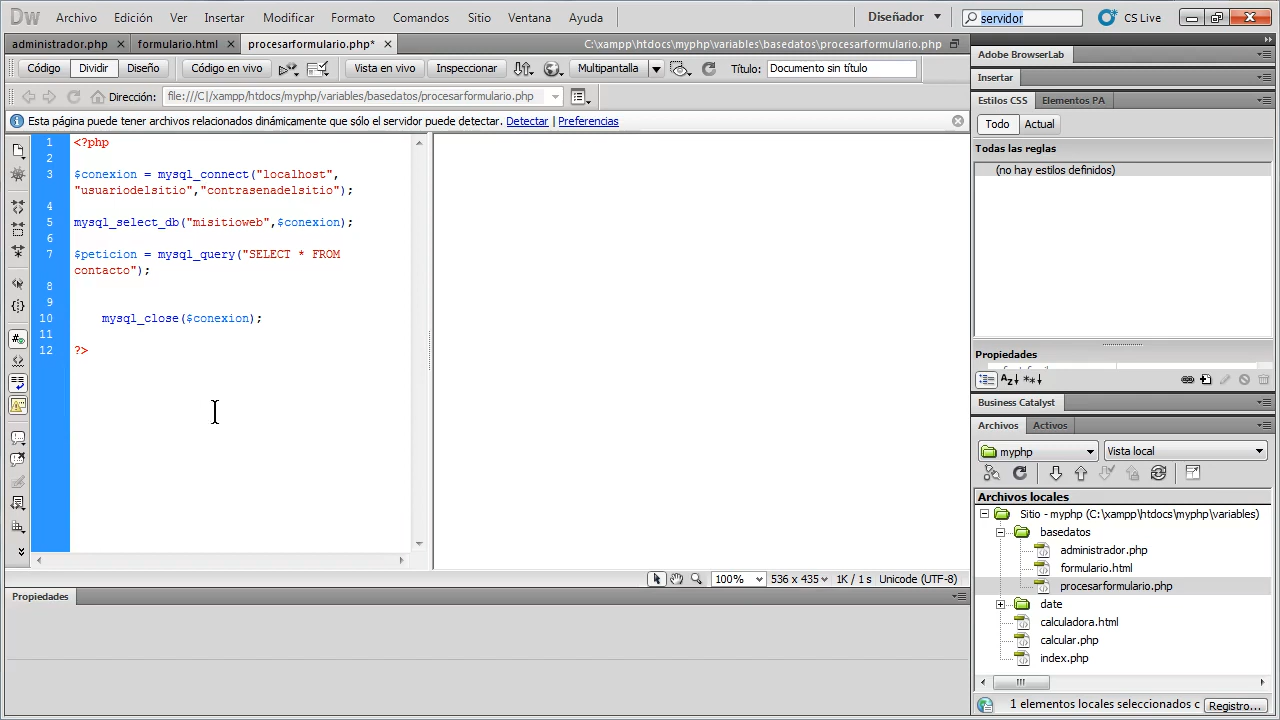 Dw Archivo Edición Ver Insertar Modificar Formato Comandos Sitio Ventana Ayuda Diseñador servidor CS Live
administrador.php formulario.html procesarformulario.php* C:\xampp\htdocs\myphp\variables\basedatos\procesarformulario.php
Código Dividir Diseño Código en vivo Vista en vivo Inspeccionar Multipantalla Título: Documento sin título
Dirección: file:///C|/xampp/htdocs/myphp/variables/basedatos/procesarformulario.php
Esta página puede tener archivos relacionados dinámicamente que sólo el servidor puede detectar. Detectar | Preferencias
1 <?php
2
3 $conexion = mysql_connect("localhost",
"usuariodelsitio","contrasenadelsitio");
4
5 mysql_select_db("misitioweb",$conexion);
6
7 $peticion = mysql_query("SELECT * FROM
contacto");
8
9
10 mysql_close($conexion);
11
12 ?>
100% 536 x 435 1K / 1 s Unicode (UTF-8)
Propiedades
Adobe BrowserLab
Insertar
Estilos CSS Elementos PA
Todo Actual
Todas las reglas
(no hay estilos definidos)
Propiedades
Business Catalyst
Archivos Activos
myphp Vista local
Archivos locales
Sitio - myphp (C:\xampp\htdocs\myphp\variables)
basedatos
administrador.php
formulario.html
procesarformulario.php
date
calculadora.html
calcular.php
index.php
1 elementos locales seleccionados c Registro...